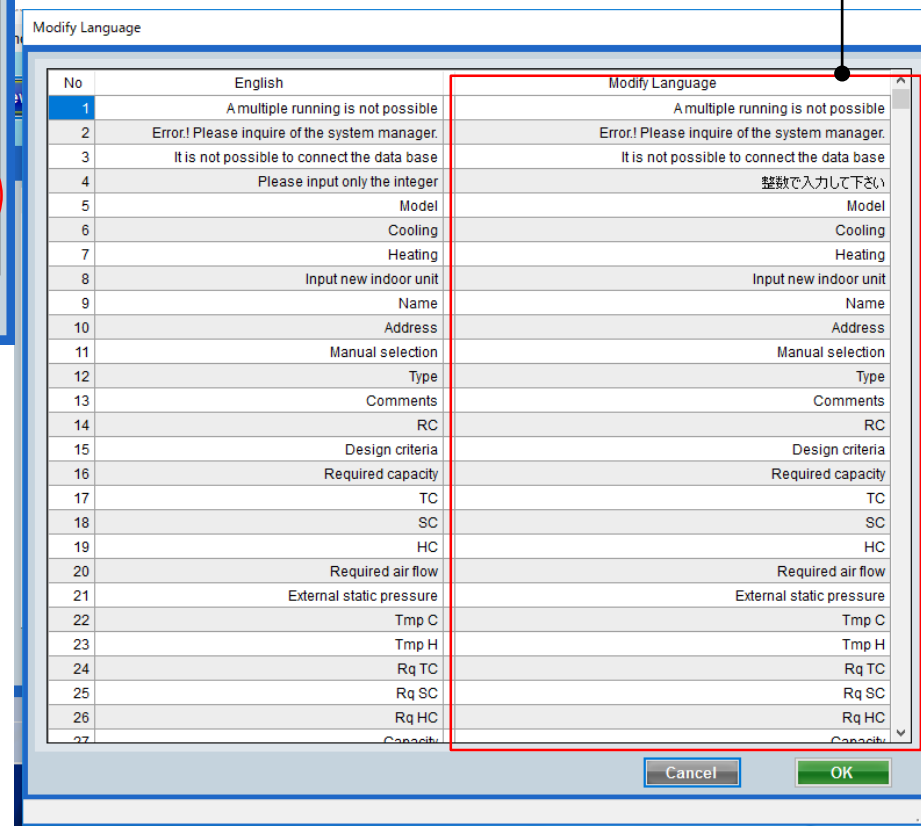 Modify Language
No English Modify Language
1 A multiple running is not possible A multiple running is not possible
2 Error.! Please inquire of the system manager. Error.! Please inquire of the system manager.
3 It is not possible to connect the data base It is not possible to connect the data base
4 Please input only the integer 整数で入力して下さい
5 Model Model
6 Cooling Cooling
7 Heating Heating
8 Input new indoor unit Input new indoor unit
9 Name Name
10 Address Address
11 Manual selection Manual selection
12 Type Type
13 Comments Comments
14 RC RC
15 Design criteria Design criteria
16 Required capacity Required capacity
17 TC TC
18 SC SC
19 HC HC
20 Required air flow Required air flow
21 External static pressure External static pressure
22 Tmp C Tmp C
23 Tmp H Tmp H
24 Rq TC Rq TC
25 Rq SC Rq SC
26 Rq HC Rq HC
27 Capacity Capacity
Cancel OK